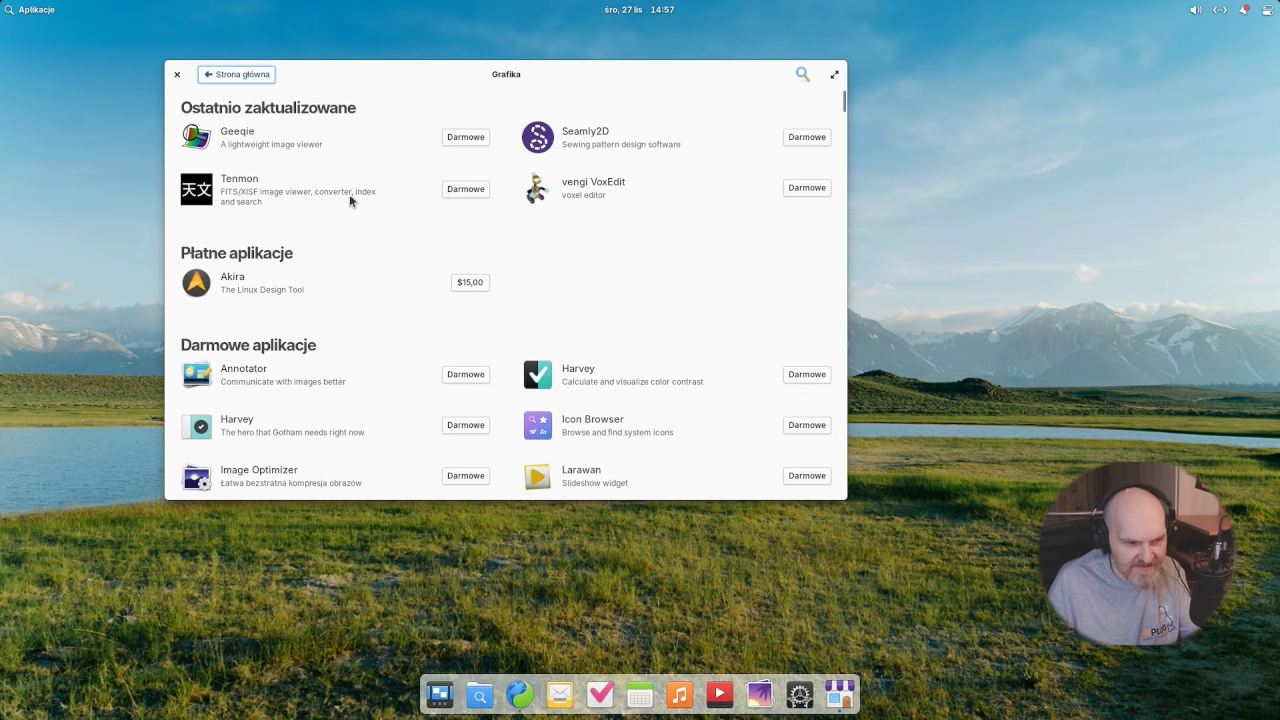 Aplikacje
śro, 27 lis 14:57
Strona główna
Grafika
Ostatnio zaktualizowane
Geeqie
A lightweight image viewer
Darmowe
Seamly2D
Sewing pattern design software
Darmowe
天文
Tenmon
FITS/XISF image viewer, converter, index
and search
Darmowe
vengi VoxEdit
voxel editor
Darmowe
Płatne aplikacje
Akira
The Linux Design Tool
$15,00
Darmowe aplikacje
Annotator
Communicate with images better
Darmowe
Harvey
Calculate and visualize color contrast
Darmowe
Harvey
The hero that Gotham needs right now
Darmowe
Icon Browser
Browse and find system icons
Darmowe
Image Optimizer
Łatwa bezstratna kompresja obrazów
Darmowe
Larawan
Slideshow widget
Darmowe